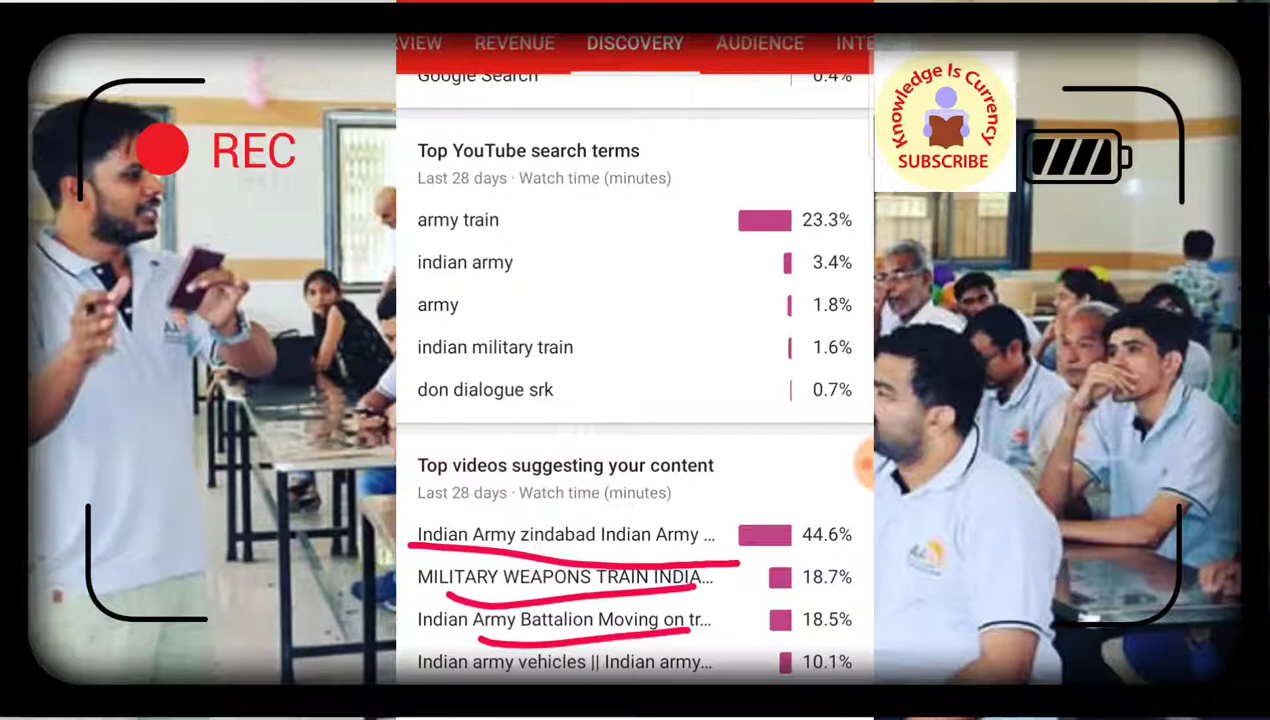 VIEW REVENUE DISCOVERY AUDIENCE INTE
Google Search 0.4%
Knowledge Is Currency
SUBSCRIBE
REC
Top YouTube search terms
Last 28 days · Watch time (minutes)
army train 23.3%
indian army 3.4%
army 1.8%
indian military train 1.6%
don dialogue srk 0.7%
Top videos suggesting your content
Last 28 days · Watch time (minutes)
Indian Army zindabad Indian Army ... 44.6%
MILITARY WEAPONS TRAIN INDIA... 18.7%
Indian Army Battalion Moving on tr... 18.5%
Indian army vehicles || Indian army... 10.1%